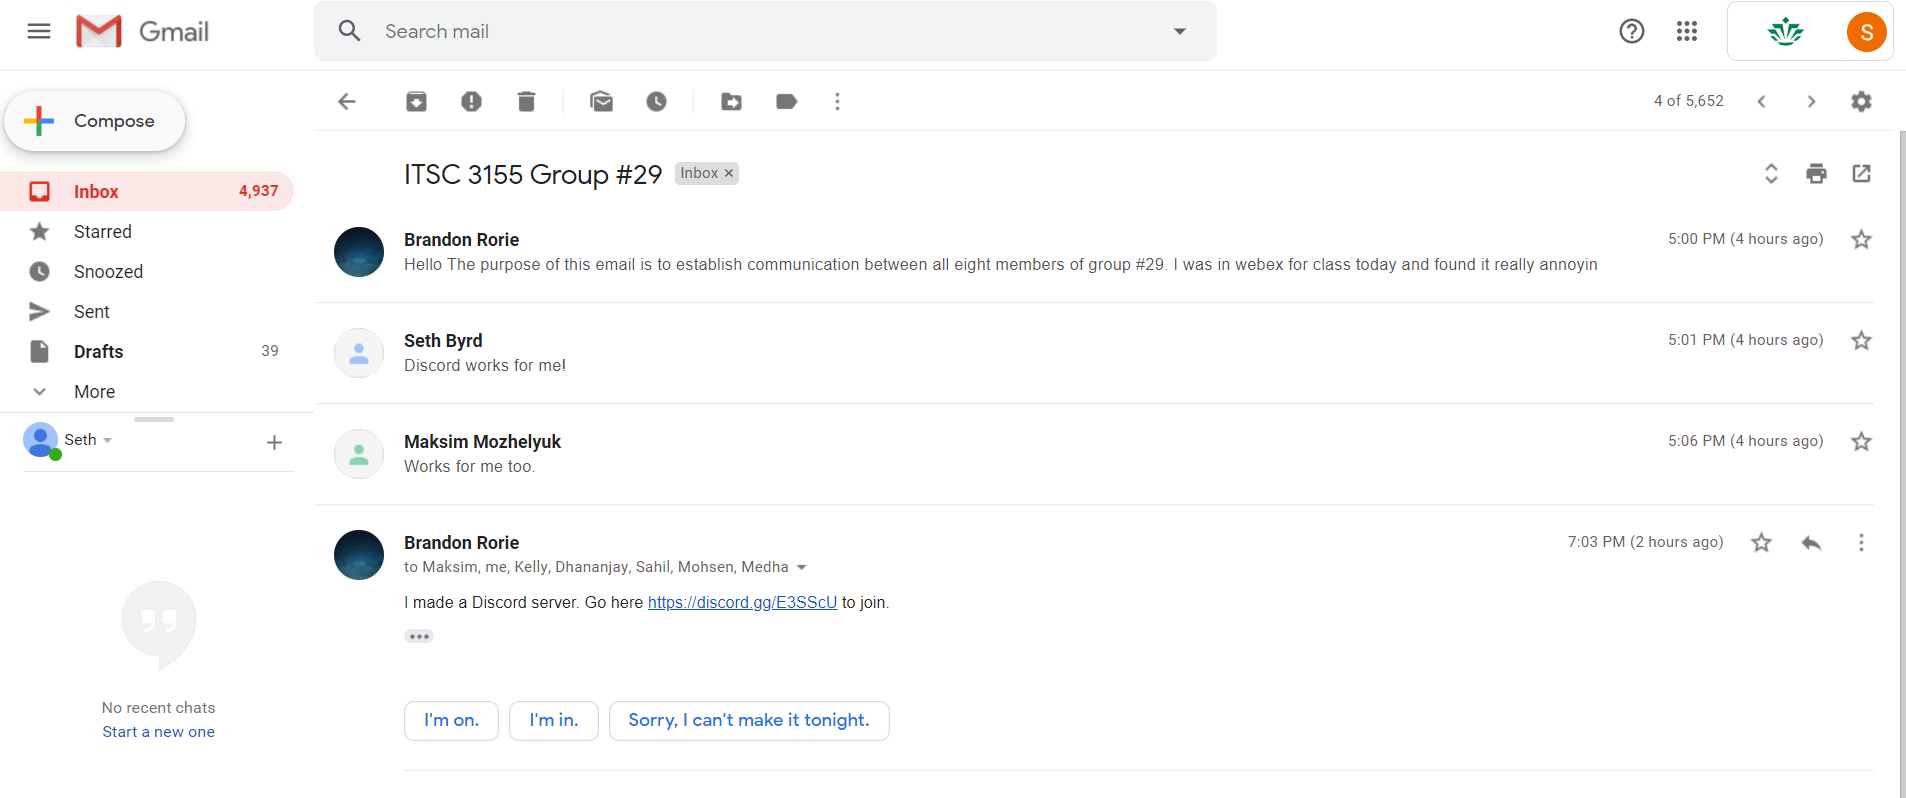 Gmail
Search mail
S
Compose
4 of 5,652
ITSC 3155 Group #29 Inbox ×
Inbox 4,937
Starred
Snoozed
Sent
Drafts 39
More
Seth
No recent chats
Start a new one
Brandon Rorie 5:00 PM (4 hours ago)
Hello The purpose of this email is to establish communication between all eight members of group #29. I was in webex for class today and found it really annoyin
Seth Byrd 5:01 PM (4 hours ago)
Discord works for me!
Maksim Mozhelyuk 5:06 PM (4 hours ago)
Works for me too.
Brandon Rorie 7:03 PM (2 hours ago)
to Maksim, me, Kelly, Dhananjay, Sahil, Mohsen, Medha
I made a Discord server. Go here https://discord.gg/E3SScU to join.
I'm on. I'm in. Sorry, I can't make it tonight.